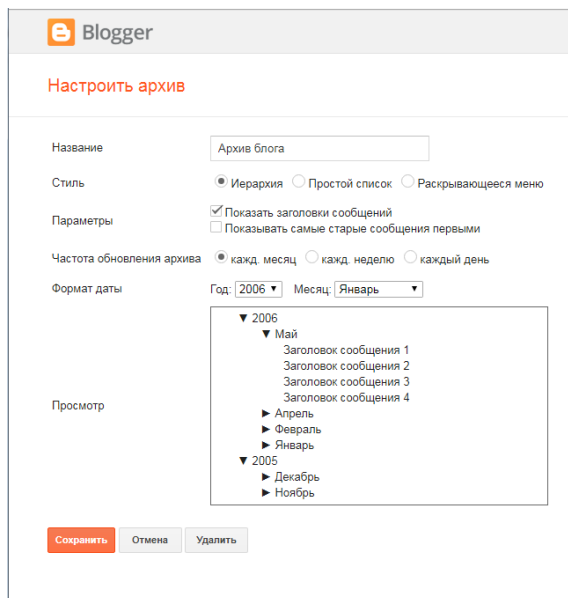 Blogger
Настроить архив
Название Архив блога
Стиль Иерархия Простой список Раскрывающееся меню
Параметры Показать заголовки сообщений
Показывать самые старые сообщения первыми
Частота обновления архива кажд. месяц кажд. неделю каждый день
Формат даты Год: 2006 ▼ Месяц: Январь ▼
▼ 2006
▼ Май
Заголовок сообщения 1
Заголовок сообщения 2
Заголовок сообщения 3
Заголовок сообщения 4
Просмотр
► Апрель
► Февраль
► Январь
▼ 2005
► Декабрь
► Ноябрь
Сохранить Отмена Удалить